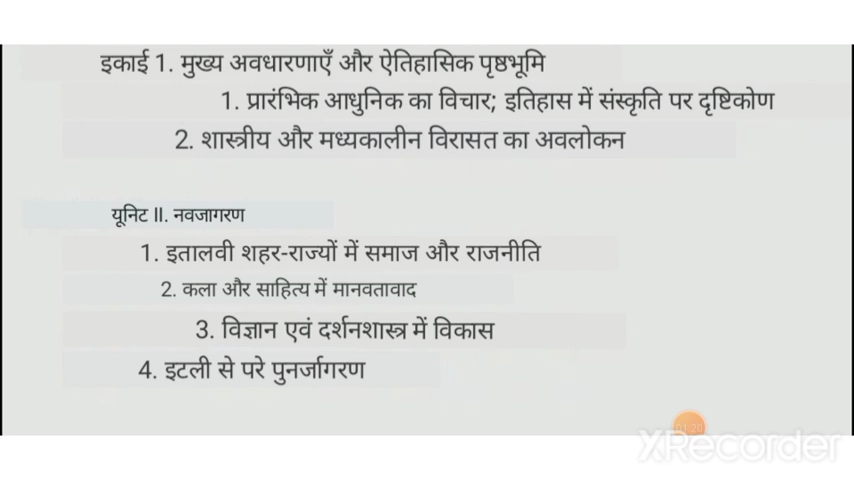 इकाई 1. मुख्य अवधारणाएँ और ऐतिहासिक पृष्ठभूमि
1. प्रारंभिक आधुनिक का विचार; इतिहास में संस्कृति पर दृष्टिकोण
2. शास्त्रीय और मध्यकालीन विरासत का अवलोकन
यूनिट II. नवजागरण
1. इतालवी शहर-राज्यों में समाज और राजनीति
2. कला और साहित्य में मानवतावाद
3. विज्ञान एवं दर्शनशास्त्र में विकास
4. इटली से परे पुनर्जागरण
01:20
XRecorder